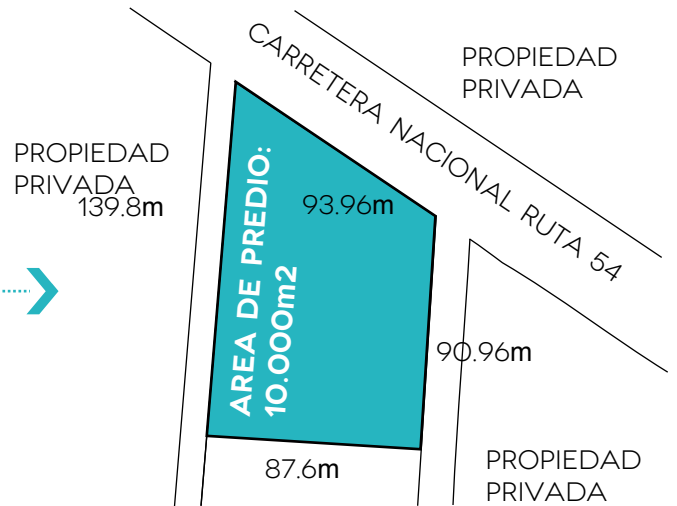 CARRETERA NACIONAL RUTA 54
PROPIEDAD
PRIVADA
PROPIEDAD
PRIVADA
139.8m
93.96m
AREA DE PREDIO:
10.000m2
90.96m
87.6m
PROPIEDAD
PRIVADA